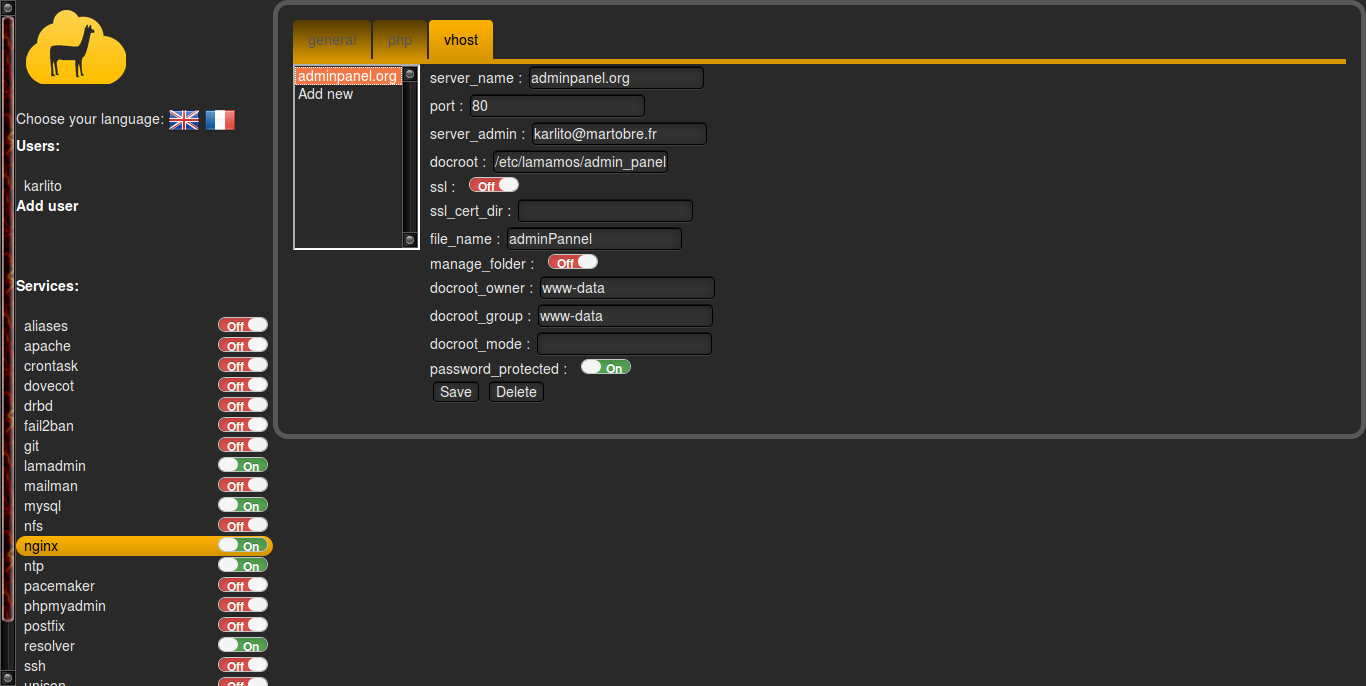 Choose your language:
Users:
karlito
Add user
Services:
aliases Off
apache Off
crontask Off
dovecot Off
drbd Off
fail2ban Off
git Off
lamadmin On
mailman Off
mysql On
nfs Off
nginx On
ntp On
pacemaker Off
phpmyadmin Off
postfix Off
resolver On
ssh Off
unison Off
general php vhost
adminpanel.org
Add new
server_name : adminpanel.org
port : 80
server_admin : karlito@martobre.fr
docroot : /etc/lamamos/admin_panel
ssl : Off
ssl_cert_dir :
file_name : adminPannel
manage_folder : Off
docroot_owner : www-data
docroot_group : www-data
docroot_mode :
password_protected : On
Save Delete